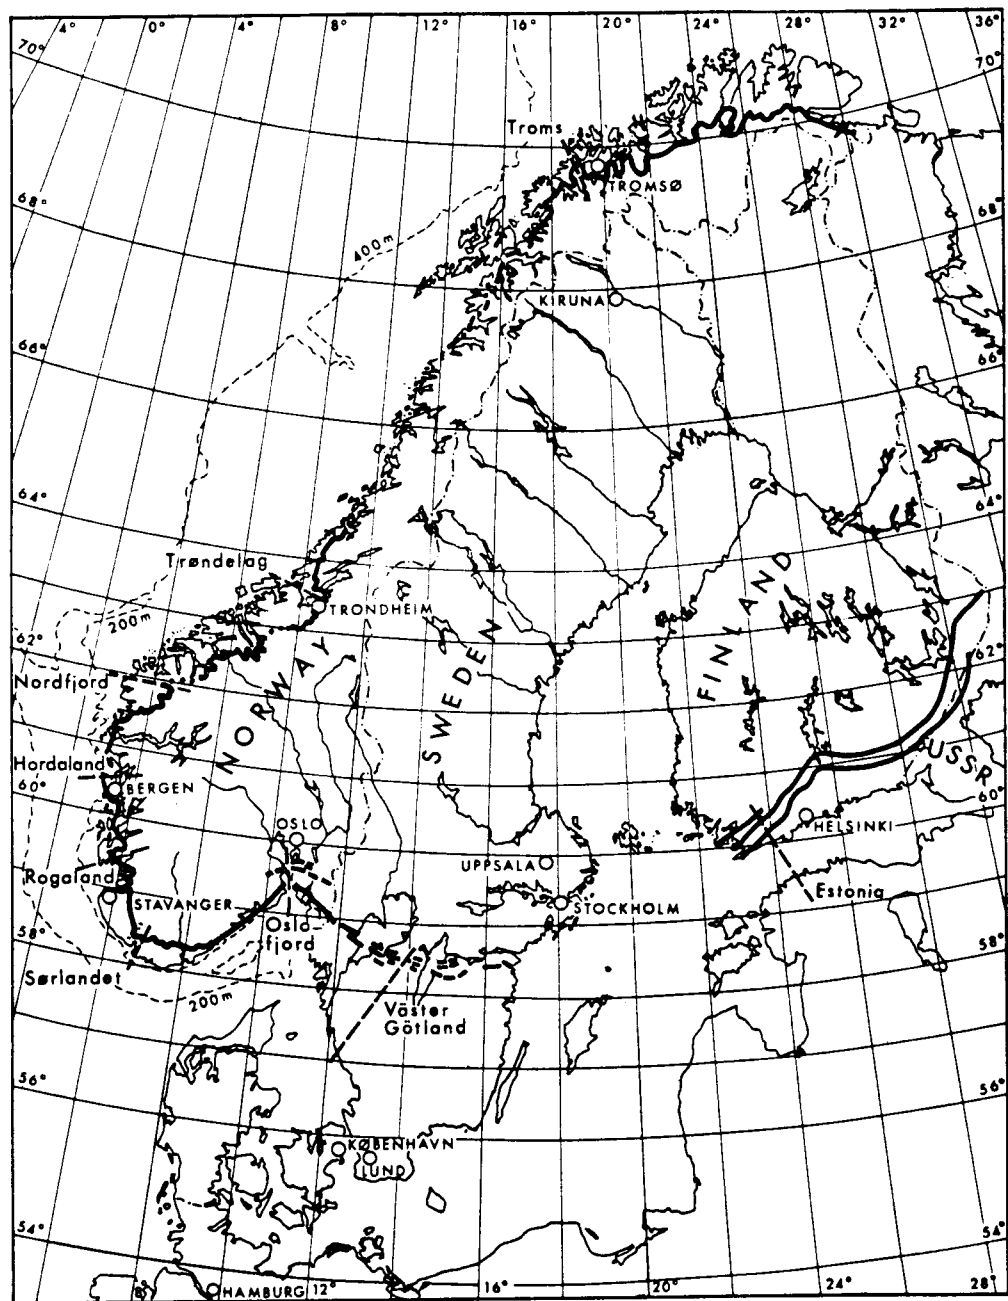 4° 0° 4° 8° 12° 16° 20° 24° 28° 32° 36°
70°
70°
Troms
TROMSØ
68°
68°
400m
KIRUNA
66°
66°
64°
64°
Trøndelag
TRONDHEIM
200m
62°
62°
Nordfjord
NORWAY
SWEDEN
FINLAND
USSR
Hordaland
60°
60°
BERGEN
OSLO
HELSINKI
UPPSALA
Rogaland
STAVANGER
STOCKHOLM
Estonia
Oslo-
fjord
58°
58°
Sørlandet
200m
Väster
Götland
56°
56°
KØBENHAVN
LUND
54°
54°
8° HAMBURG 12° 16° 20° 24° 28°